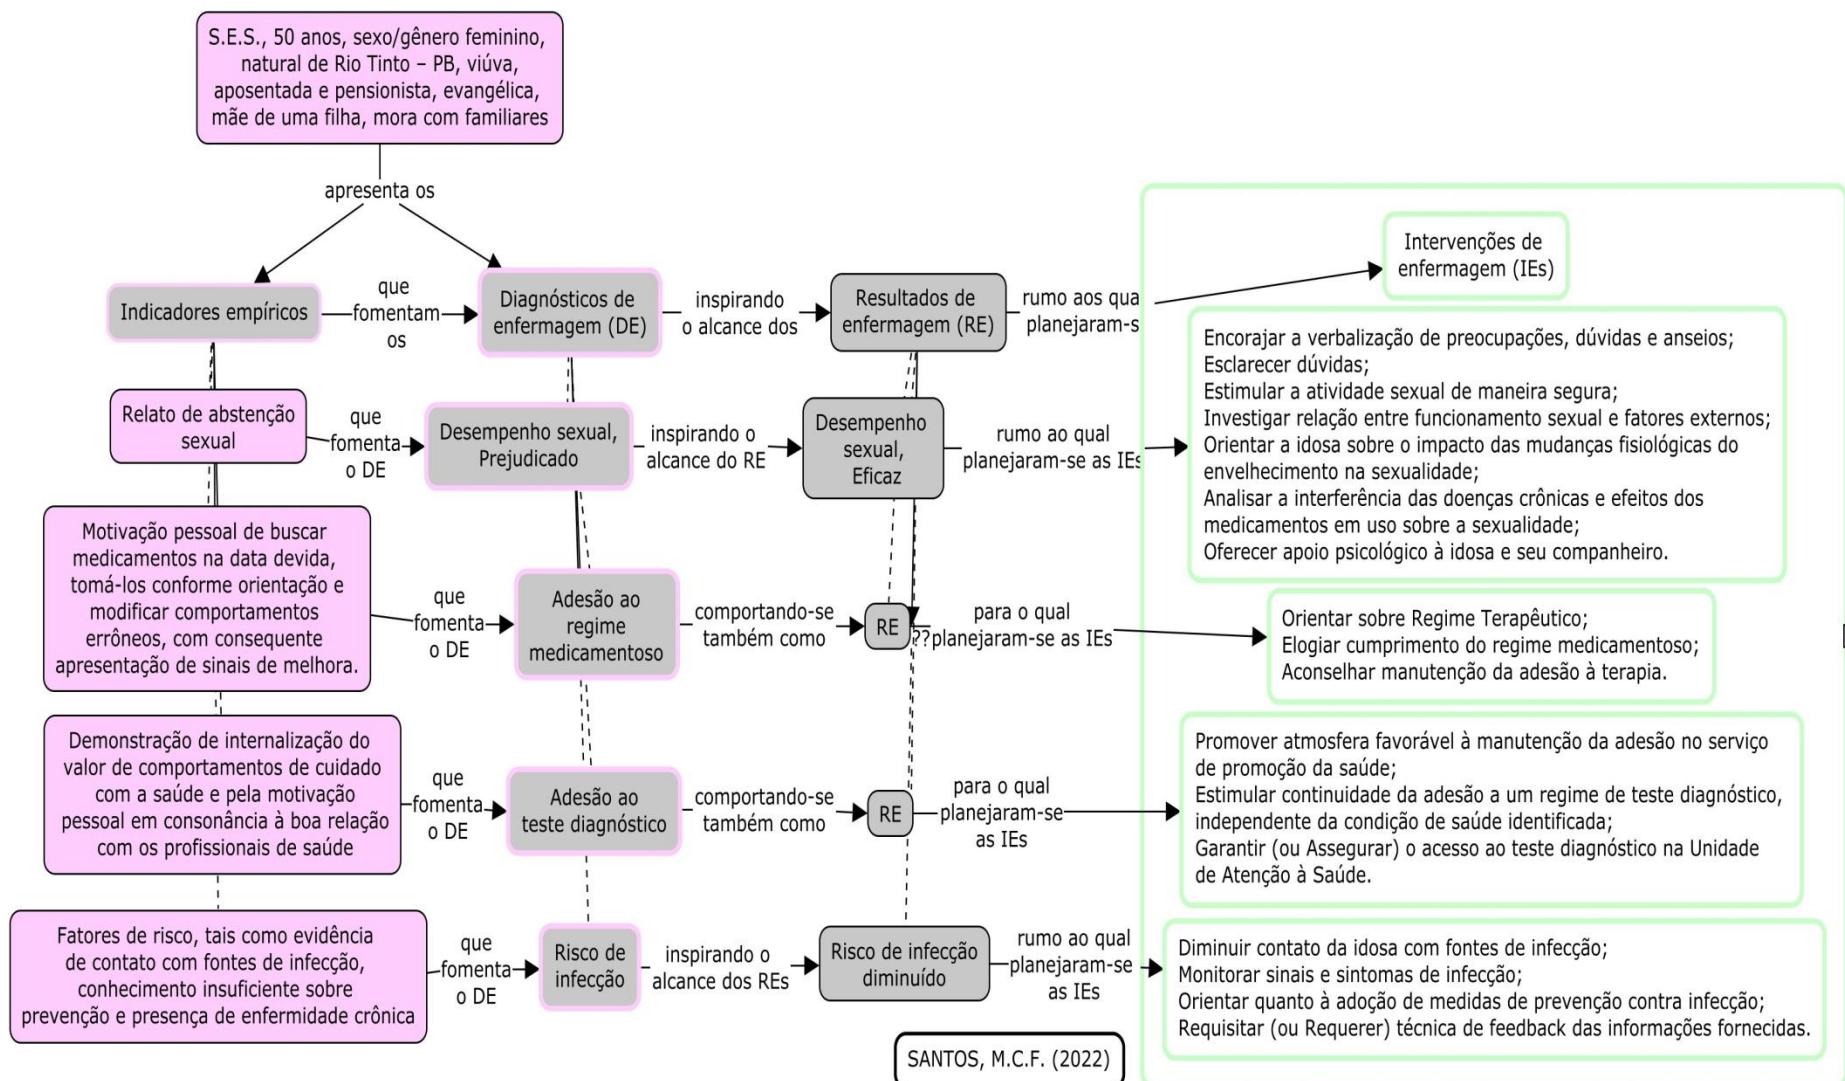 S.E.S., 50 anos, sexo/gênero feminino,
natural de Rio Tinto – PB, viúva,
aposentada e pensionista, evangélica,
mãe de uma filha, mora com familiares
apresenta os
Indicadores empíricos
que
fomentam
os
Diagnósticos de
enfermagem (DE)
inspirando
o alcance dos
Resultados de
enfermagem (RE)
rumo aos qua
planejaram-s
Intervenções de
enfermagem (IEs)
Relato de abstenção
sexual
que
fomenta
o DE
Desempenho sexual,
Prejudicado
inspirando o
alcance do RE
Desempenho
sexual,
Eficaz
rumo ao qual
planejaram-se as IEs
Encorajar a verbalização de preocupações, dúvidas e anseios;
Esclarecer dúvidas;
Estimular a atividade sexual de maneira segura;
Investigar relação entre funcionamento sexual e fatores externos;
Orientar a idosa sobre o impacto das mudanças fisiológicas do
envelhecimento na sexualidade;
Analisar a interferência das doenças crônicas e efeitos dos
medicamentos em uso sobre a sexualidade;
Oferecer apoio psicológico à idosa e seu companheiro.
Motivação pessoal de buscar
medicamentos na data devida,
tomá-los conforme orientação e
modificar comportamentos
errôneos, com consequente
apresentação de sinais de melhora.
que
fomenta
o DE
Adesão ao
regime
medicamentoso
comportando-se
também como
RE
??
para o qual
planejaram-se as IEs
Orientar sobre Regime Terapêutico;
Elogiar cumprimento do regime medicamentoso;
Aconselhar manutenção da adesão à terapia.
Demonstração de internalização do
valor de comportamentos de cuidado
com a saúde e pela motivação
pessoal em consonância à boa relação
com os profissionais de saúde
que
fomenta
o DE
Adesão ao
teste diagnóstico
comportando-se
também como
RE
para o qual
planejaram-se
as IEs
Promover atmosfera favorável à manutenção da adesão no serviço
de promoção da saúde;
Estimular continuidade da adesão a um regime de teste diagnóstico,
independente da condição de saúde identificada;
Garantir (ou Assegurar) o acesso ao teste diagnóstico na Unidade
de Atenção à Saúde.
Fatores de risco, tais como evidência
de contato com fontes de infecção,
conhecimento insuficiente sobre
prevenção e presença de enfermidade crônica
que
fomenta
o DE
Risco de
infecção
inspirando o
alcance dos REs
Risco de infecção
diminuído
rumo ao qual
planejaram-se
as IEs
Diminuir contato da idosa com fontes de infecção;
Monitorar sinais e sintomas de infecção;
Orientar quanto à adoção de medidas de prevenção contra infecção;
Requisitar (ou Requerer) técnica de feedback das informações fornecidas.
SANTOS, M.C.F. (2022)